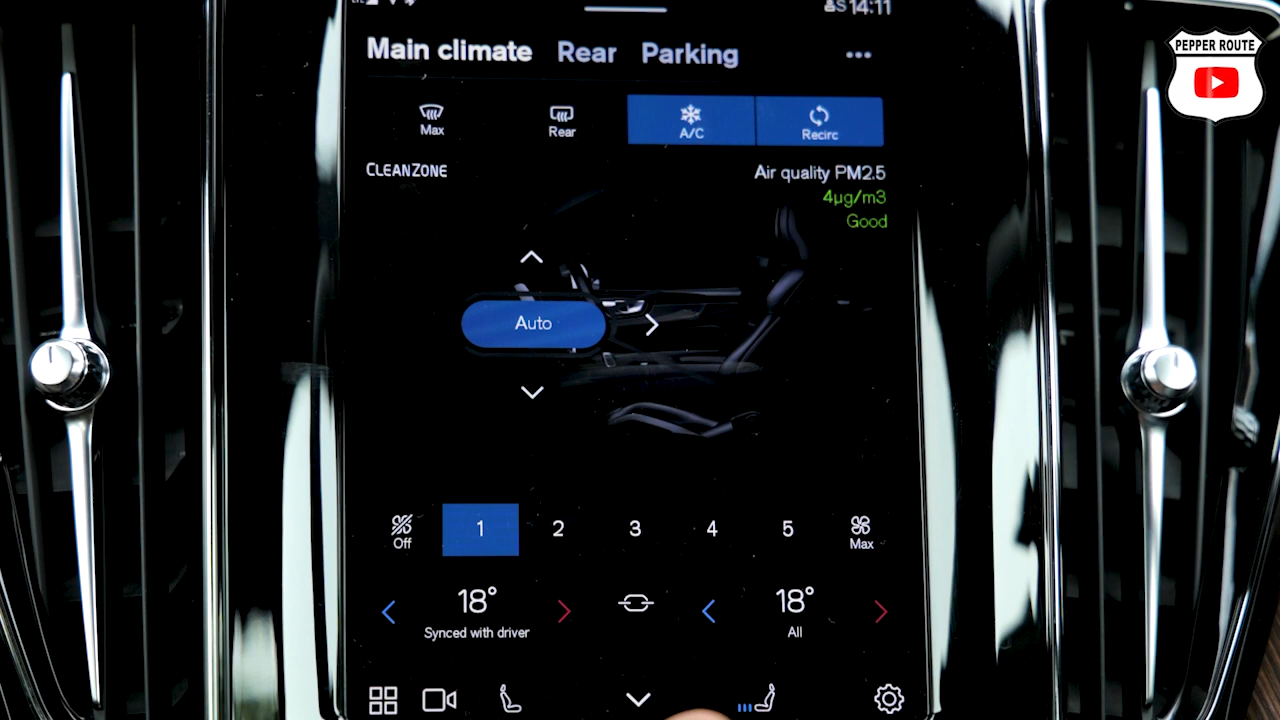 14:11
Main climate Rear Parking
PEPPER ROUTE
Max Rear A/C Recirc
CLEANZONE
Air quality PM2.5
4µg/m3
Good
Auto
Off 1 2 3 4 5 Max
18° 18°
Synced with driver All